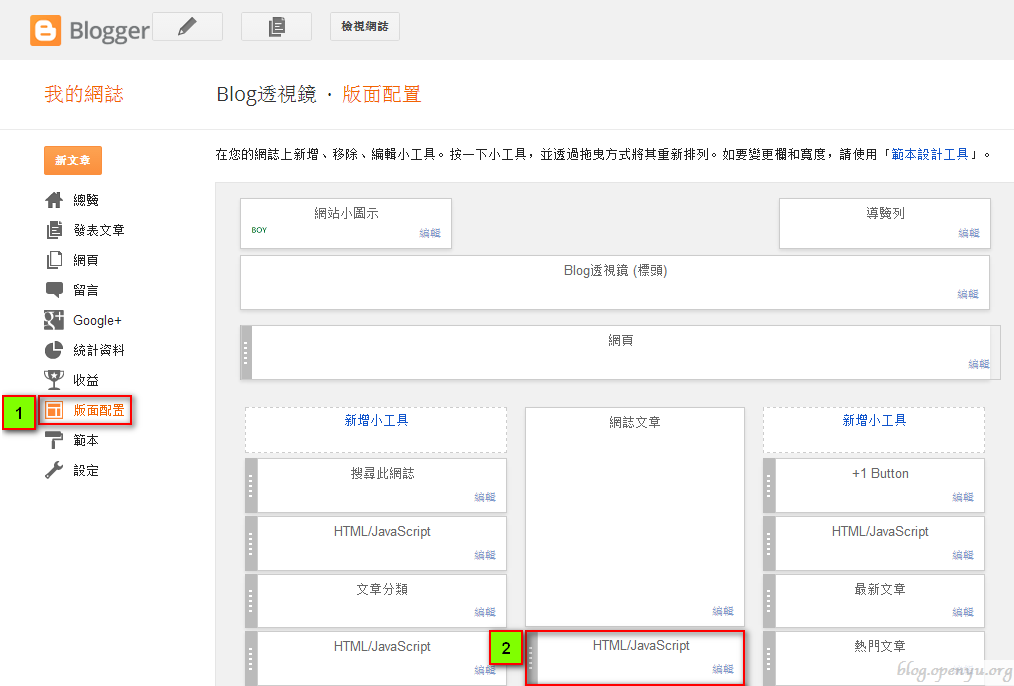 Blogger
檢視網誌
我的網誌
Blog透視鏡 · 版面配置
新文章
在您的網誌上新增、移除、編輯小工具。按一下小工具，並透過拖曳方式將其重新排列。如要變更欄和寬度，請使用「範本設計工具」。
總覽
發表文章
網頁
留言
Google+
統計資料
收益
1
版面配置
範本
設定
網站小圖示
BOY
編輯
導覽列
編輯
Blog透視鏡 (標頭)
編輯
網頁
編輯
新增小工具
搜尋此網誌
編輯
HTML/JavaScript
編輯
文章分類
編輯
HTML/JavaScript
編輯
網誌文章
編輯
2
HTML/JavaScript
編輯
新增小工具
+1 Button
編輯
HTML/JavaScript
編輯
最新文章
編輯
熱門文章
blog.openyu.org